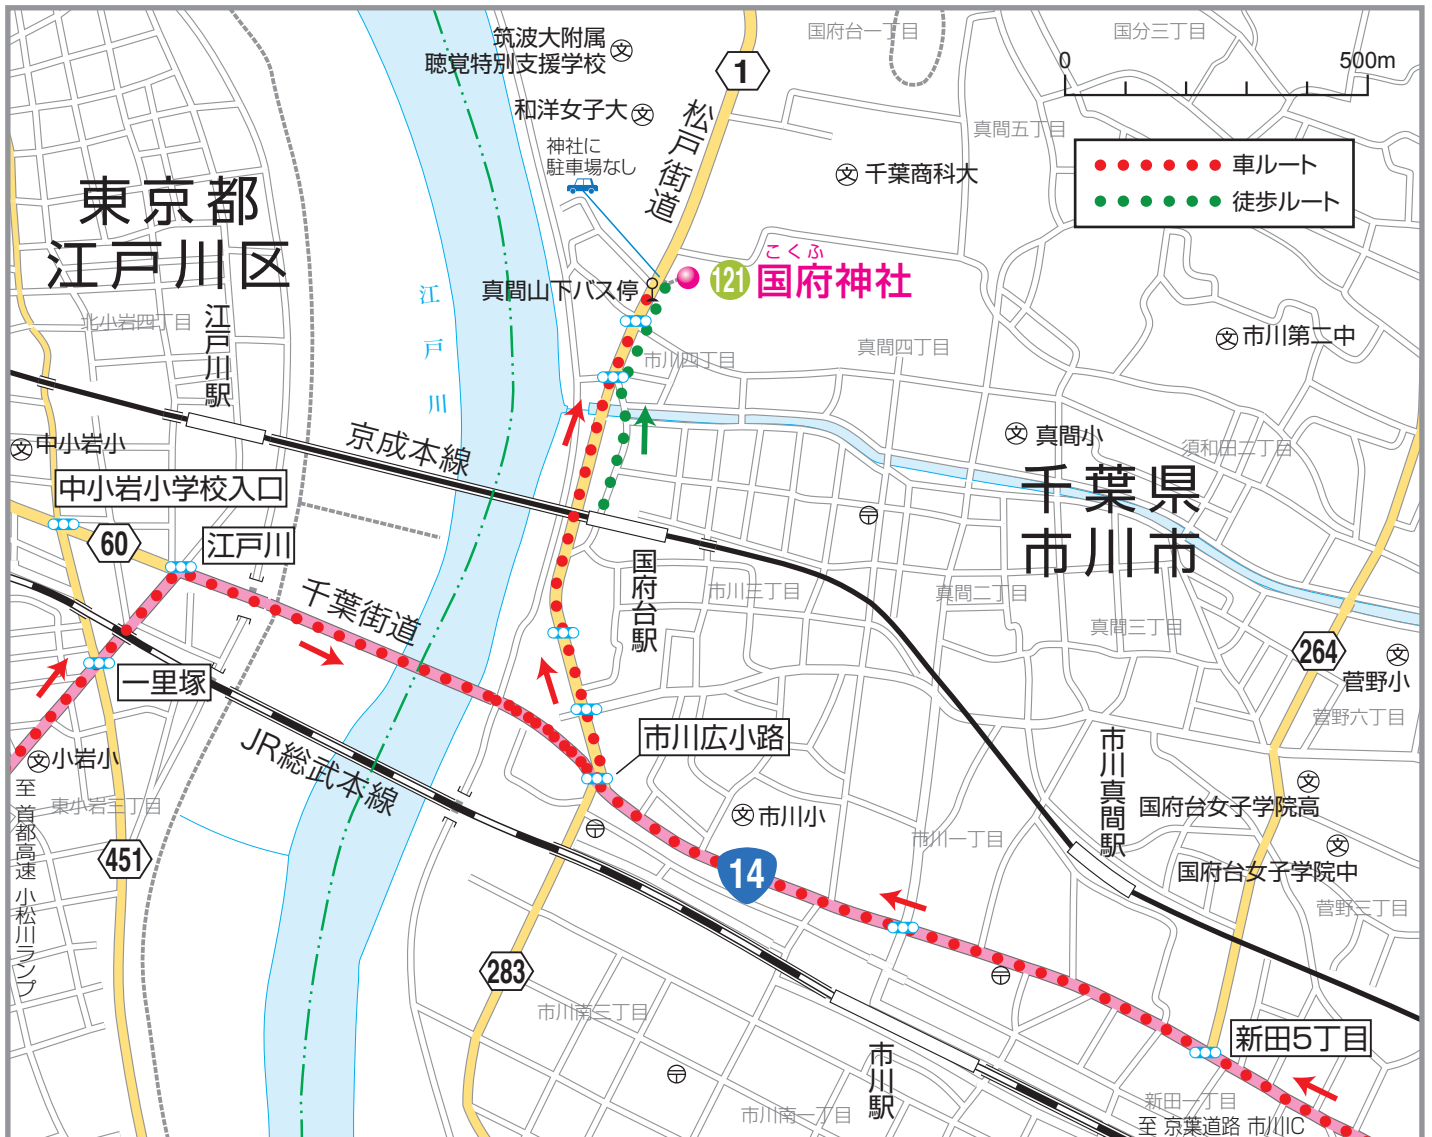 筑波大附属
聴覚特別支援学校
国府台一丁目
国分三丁目
0
500m
1
和洋女子大
松戸街道
真間五丁目
神社に
駐車場なし
千葉商科大
車ルート
徒歩ルート
東京都
江戸川区
こくふ
121
国府神社
真間山下バス停
江戸川
北小岩四丁目
江戸川駅
市川四丁目
真間四丁目
市川第二中
中小岩小
京成本線
真間小
須和田二丁目
千葉県
市川市
中小岩小学校入口
60
江戸川
国府台駅
市川三丁目
真間二丁目
真間三丁目
千葉街道
264
菅野小
一里塚
菅野六丁目
市川広小路
小岩小
JR総武本線
市川真間駅
東小岩三丁目
至 首都高速 小松川ランプ
市川小
国府台女子学院高
市川一丁目
451
14
国府台女子学院中
菅野三丁目
283
市川南三丁目
新田5丁目
市川駅
新田一丁目
市川南一丁目
至 京葉道路 市川IC